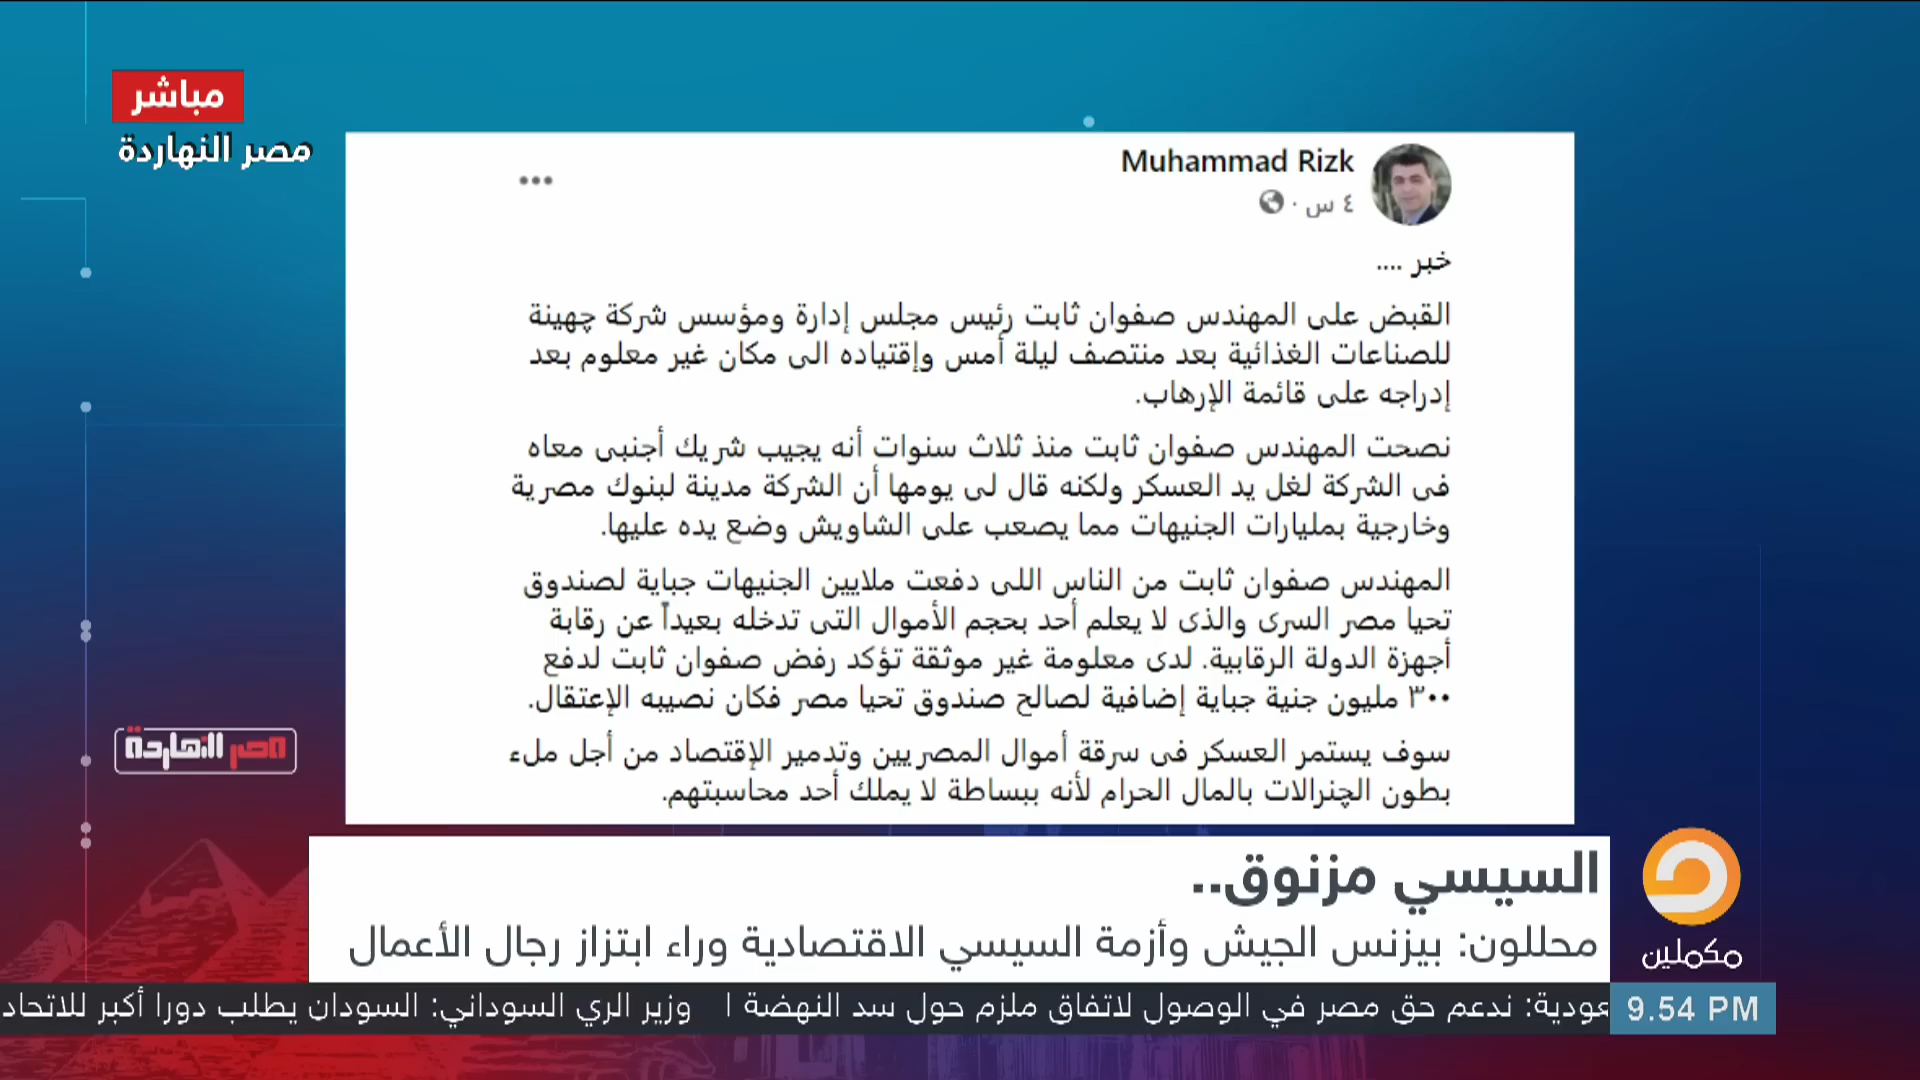 مباشر
مصر النهاردة
Muhammad Rizk
٤ س ·
خبر ....
القبض على المهندس صفوان ثابت رئيس مجلس إدارة ومؤسس شركة چهينة
للصناعات الغذائية بعد منتصف ليلة أمس وإقتياده الى مكان غير معلوم بعد
إدراجه على قائمة الإرهاب.
نصحت المهندس صفوان ثابت منذ ثلاث سنوات أنه يجيب شريك أجنبى معاه
فى الشركة لغل يد العسكر ولكنه قال لى يومها أن الشركة مدينة لبنوك مصرية
وخارجية بمليارات الجنيهات مما يصعب على الشاويش وضع يده عليها.
المهندس صفوان ثابت من الناس اللى دفعت ملايين الجنيهات جباية لصندوق
تحيا مصر السرى والذى لا يعلم أحد بحجم الأموال التى تدخله بعيداً عن رقابة
أجهزة الدولة الرقابية. لدى معلومة غير موثقة تؤكد رفض صفوان ثابت لدفع
٣٠٠ مليون جنية جباية إضافية لصالح صندوق تحيا مصر فكان نصيبه الإعتقال.
سوف يستمر العسكر فى سرقة أموال المصريين وتدمير الإقتصاد من أجل ملء
بطون الچنرالات بالمال الحرام لأنه ببساطة لا يملك أحد محاسبتهم.
مصر النهاردة
السيسي مزنوق..
محللون: بيزنس الجيش وأزمة السيسي الاقتصادية وراء ابتزاز رجال الأعمال
مكملين
عودية: ندعم حق مصر في الوصول لاتفاق ملزم حول سد النهضة ا وزير الري السوداني: السودان يطلب دورا أكبر للاتحاد
9.54 PM